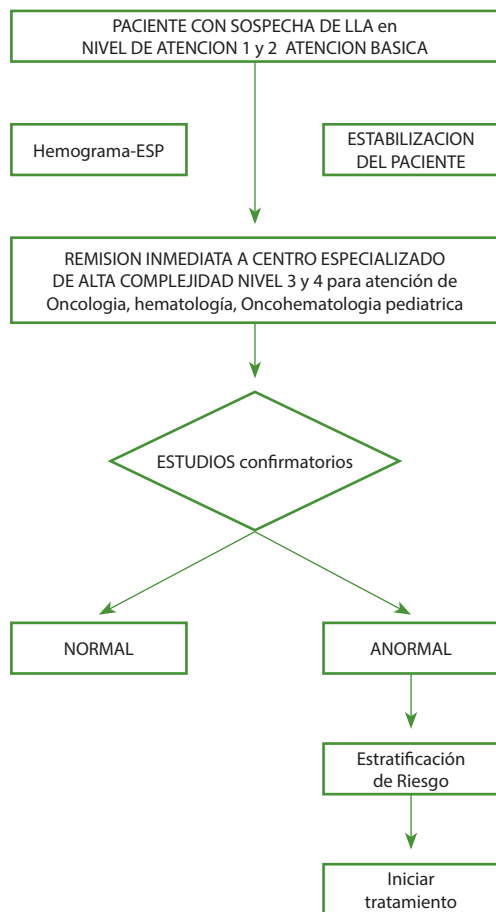 PACIENTE CON SOSPECHA DE LLA en
NIVEL DE ATENCION 1 y 2 ATENCION BASICA
Hemograma-ESP
ESTABILIZACION
DEL PACIENTE
REMISION INMEDIATA A CENTRO ESPECIALIZADO
DE ALTA COMPLEJIDAD NIVEL 3 y 4 para atención de
Oncologia, hematología, Oncohematologia pediatrica
ESTUDIOS confirmatorios
NORMAL
ANORMAL
Estratificación
de Riesgo
Iniciar
tratamiento